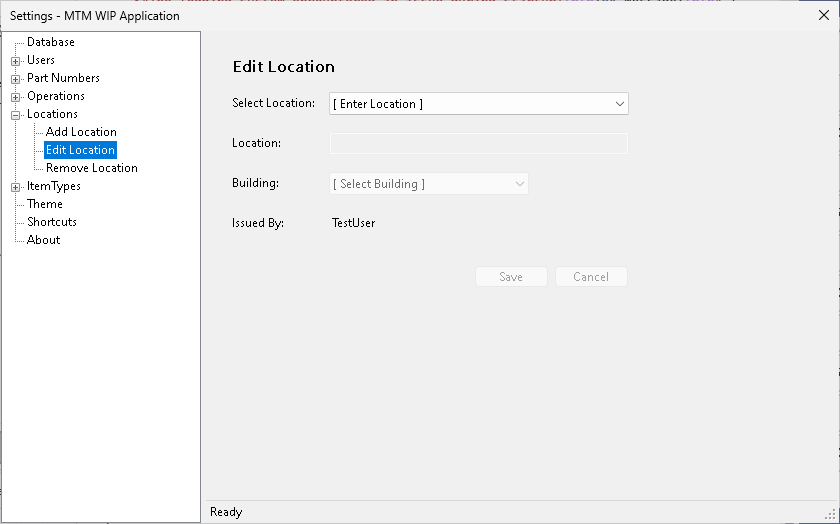 Settings - MTM WIP Application
Database
Users
Part Numbers
Operations
Locations
Add Location
Edit Location
Remove Location
ItemTypes
Theme
Shortcuts
About
Edit Location
Select Location: [ Enter Location ]
Location:
Building: [ Select Building ]
Issued By: TestUser
Save Cancel
Ready